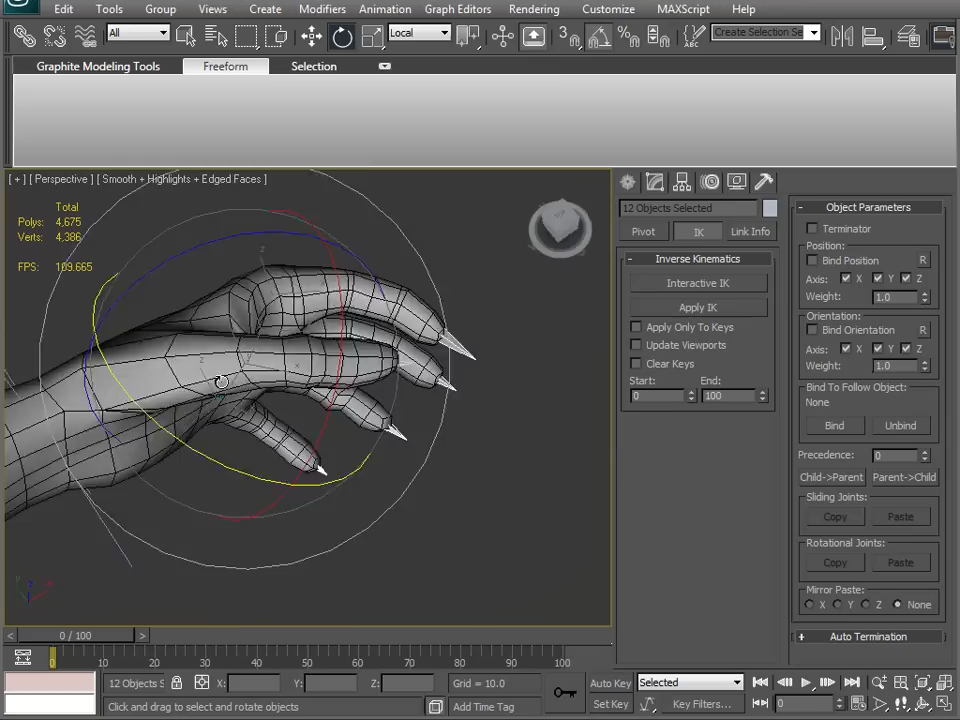 Edit Tools Group Views Create Modifiers Animation Graph Editors Rendering Customize MAXScript Help
All Local 3 Create Selection Se
Graphite Modeling Tools Freeform Selection
[ + ] [ Perspective ] [ Smooth + Highlights + Edged Faces ]
Total
Polys: 4,675
Verts: 4,386
FPS: 109.665
12 Objects Selected
Pivot IK Link Info
- Inverse Kinematics
Interactive IK
Apply IK
Apply Only To Keys
Update Viewports
Clear Keys
Start: End:
0 100
- Object Parameters
Terminator
Position:
Bind Position R
Axis: X Y Z
Weight: 1.0
Orientation:
Bind Orientation R
Axis: X Y Z
Weight: 1.0
Bind To Follow Object:
None
Bind Unbind
Precedence: 0
Child->Parent Parent->Child
Sliding Joints:
Copy Paste
Rotational Joints:
Copy Paste
Mirror Paste:
X Y Z None
+ Auto Termination
z
z y x
< 0 / 100 >
0 10 20 30 40 50 60 70 80 90 100
12 Objects S X: Y: Z: Grid = 10.0 Auto Key Selected
Click and drag to select and rotate objects Add Time Tag Set Key Key Filters... 0